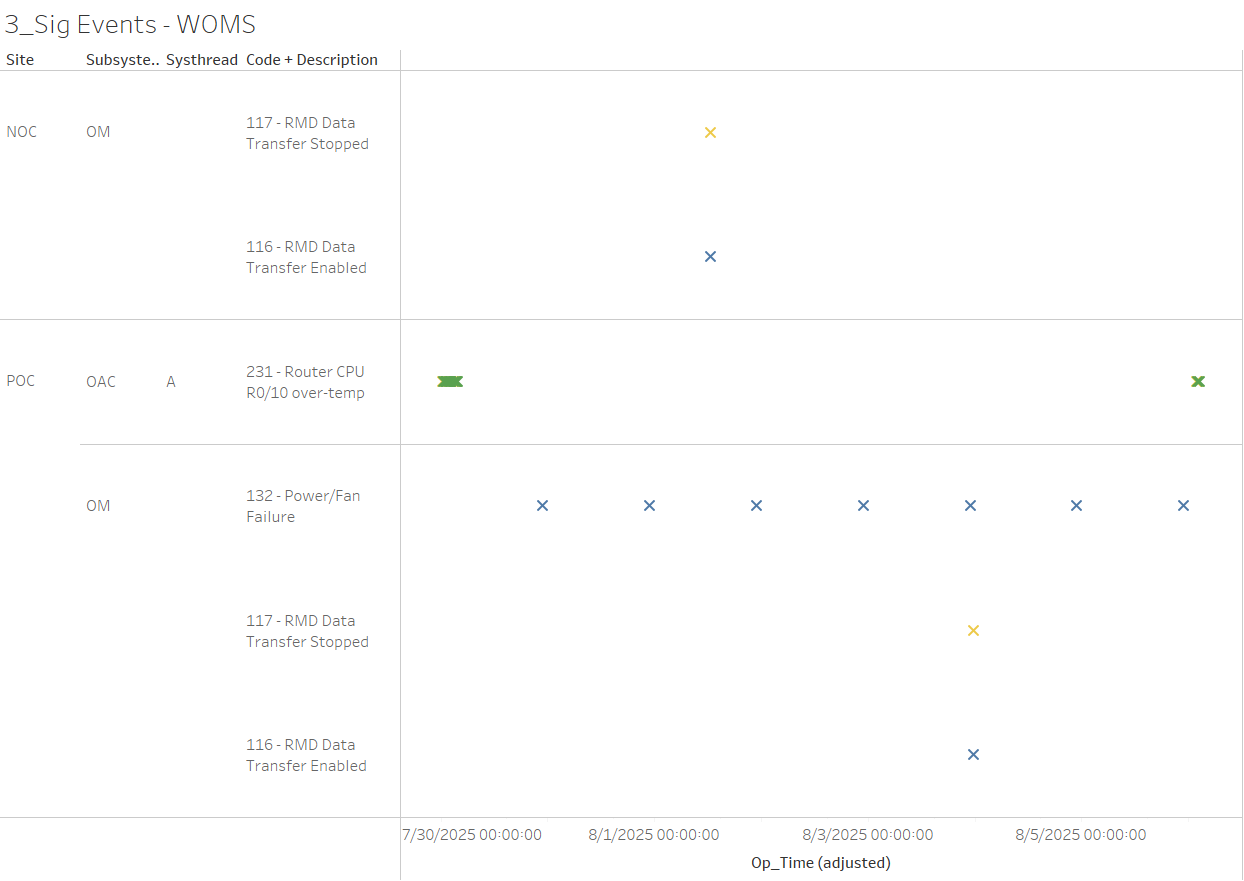 3_Sig Events - WOMS
Site Subsyste.. Systhread Code + Description
NOC OM 117 - RMD Data
Transfer Stopped
116 - RMD Data
Transfer Enabled
POC OAC A 231 - Router CPU
R0/10 over-temp
OM 132 - Power/Fan
Failure
117 - RMD Data
Transfer Stopped
116 - RMD Data
Transfer Enabled
7/30/2025 00:00:00 8/1/2025 00:00:00 8/3/2025 00:00:00 8/5/2025 00:00:00
Op_Time (adjusted)